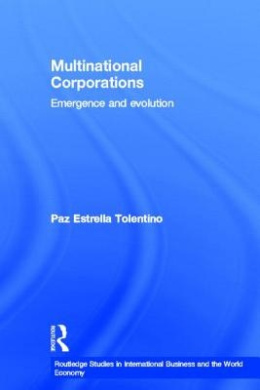 Multinational
Corporations
Emergence and evolution
Paz Estrella Tolentino
Routledge Studies in International Business and the World
Economy